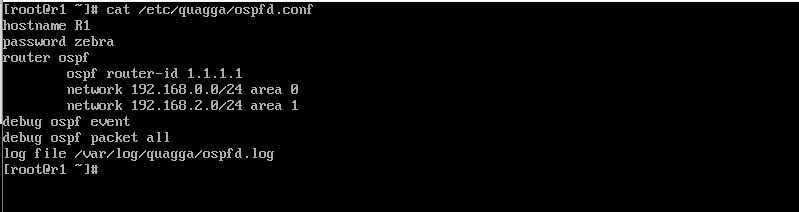 [root@r1 ~]# cat /etc/quagga/ospfd.conf
hostname R1
password zebra
router ospf
        ospf router-id 1.1.1.1
        network 192.168.0.0/24 area 0
        network 192.168.2.0/24 area 1
debug ospf event
debug ospf packet all
log file /var/log/quagga/ospfd.log
[root@r1 ~]#